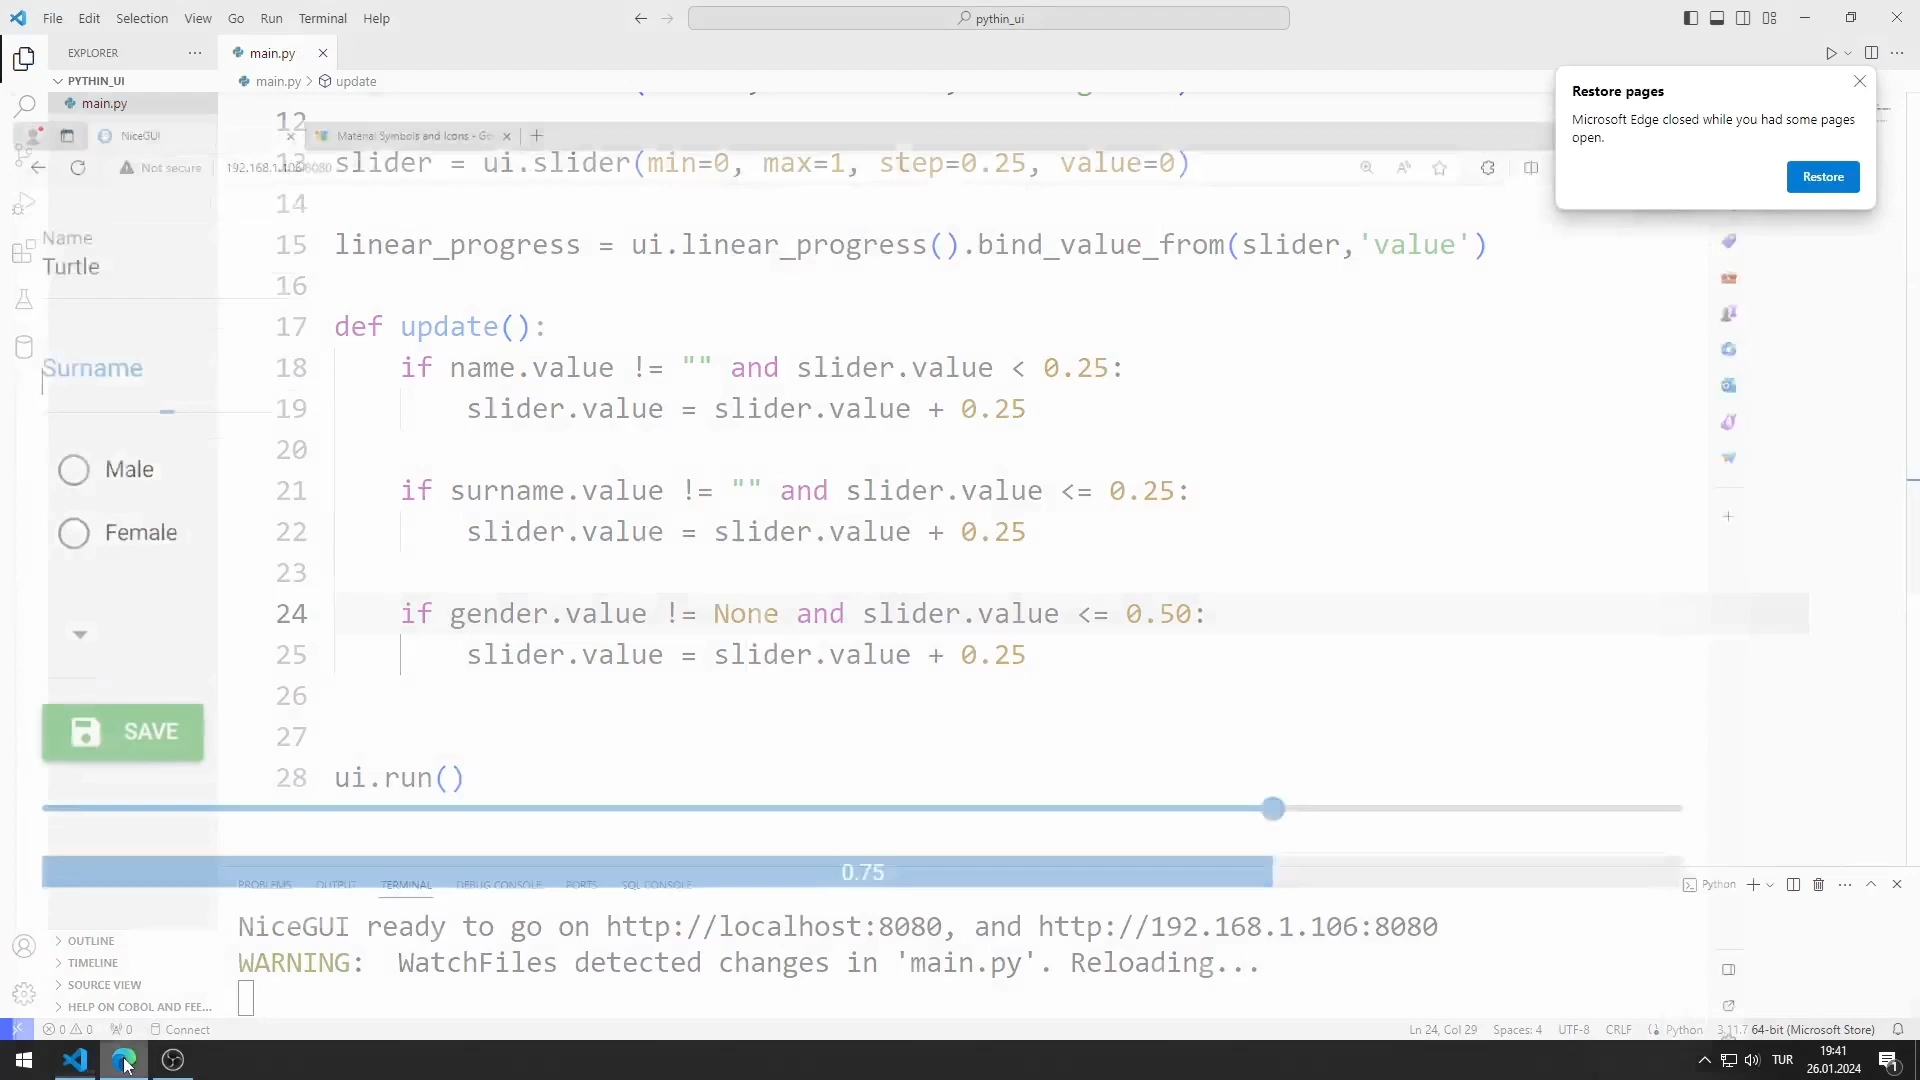 File Edit Selection View Go Run Terminal Help
pythin_ui
EXPLORER
main.py
PYTHIN_UI
main.py > update
main.py
NiceGUI
Material Symbols and Icons - Go
Not secure
192.168.1.106:8080
Restore pages
Microsoft Edge closed while you had some pages
open.
Restore
12
13 slider = ui.slider(min=0, max=1, step=0.25, value=0)
14
15 linear_progress = ui.linear_progress().bind_value_from(slider,'value')
16
17 def update():
18 if name.value != "" and slider.value < 0.25:
19 slider.value = slider.value + 0.25
20
21 if surname.value != "" and slider.value <= 0.25:
22 slider.value = slider.value + 0.25
23
24 if gender.value != None and slider.value <= 0.50:
25 slider.value = slider.value + 0.25
26
27
28 ui.run()
Name
Turtle
Surname
Male
Female
SAVE
0.75
PROBLEMS OUTPUT TERMINAL DEBUG CONSOLE PORTS SQL CONSOLE
Python
NiceGUI ready to go on http://localhost:8080, and http://192.168.1.106:8080
WARNING: WatchFiles detected changes in 'main.py'. Reloading...
OUTLINE
TIMELINE
SOURCE VIEW
HELP ON COBOL AND FEE...
0 0 0 Connect
Ln 24, Col 29 Spaces: 4 UTF-8 CRLF Python 3.11.7 64-bit (Microsoft Store)
TUR
19:41
26.01.2024
1